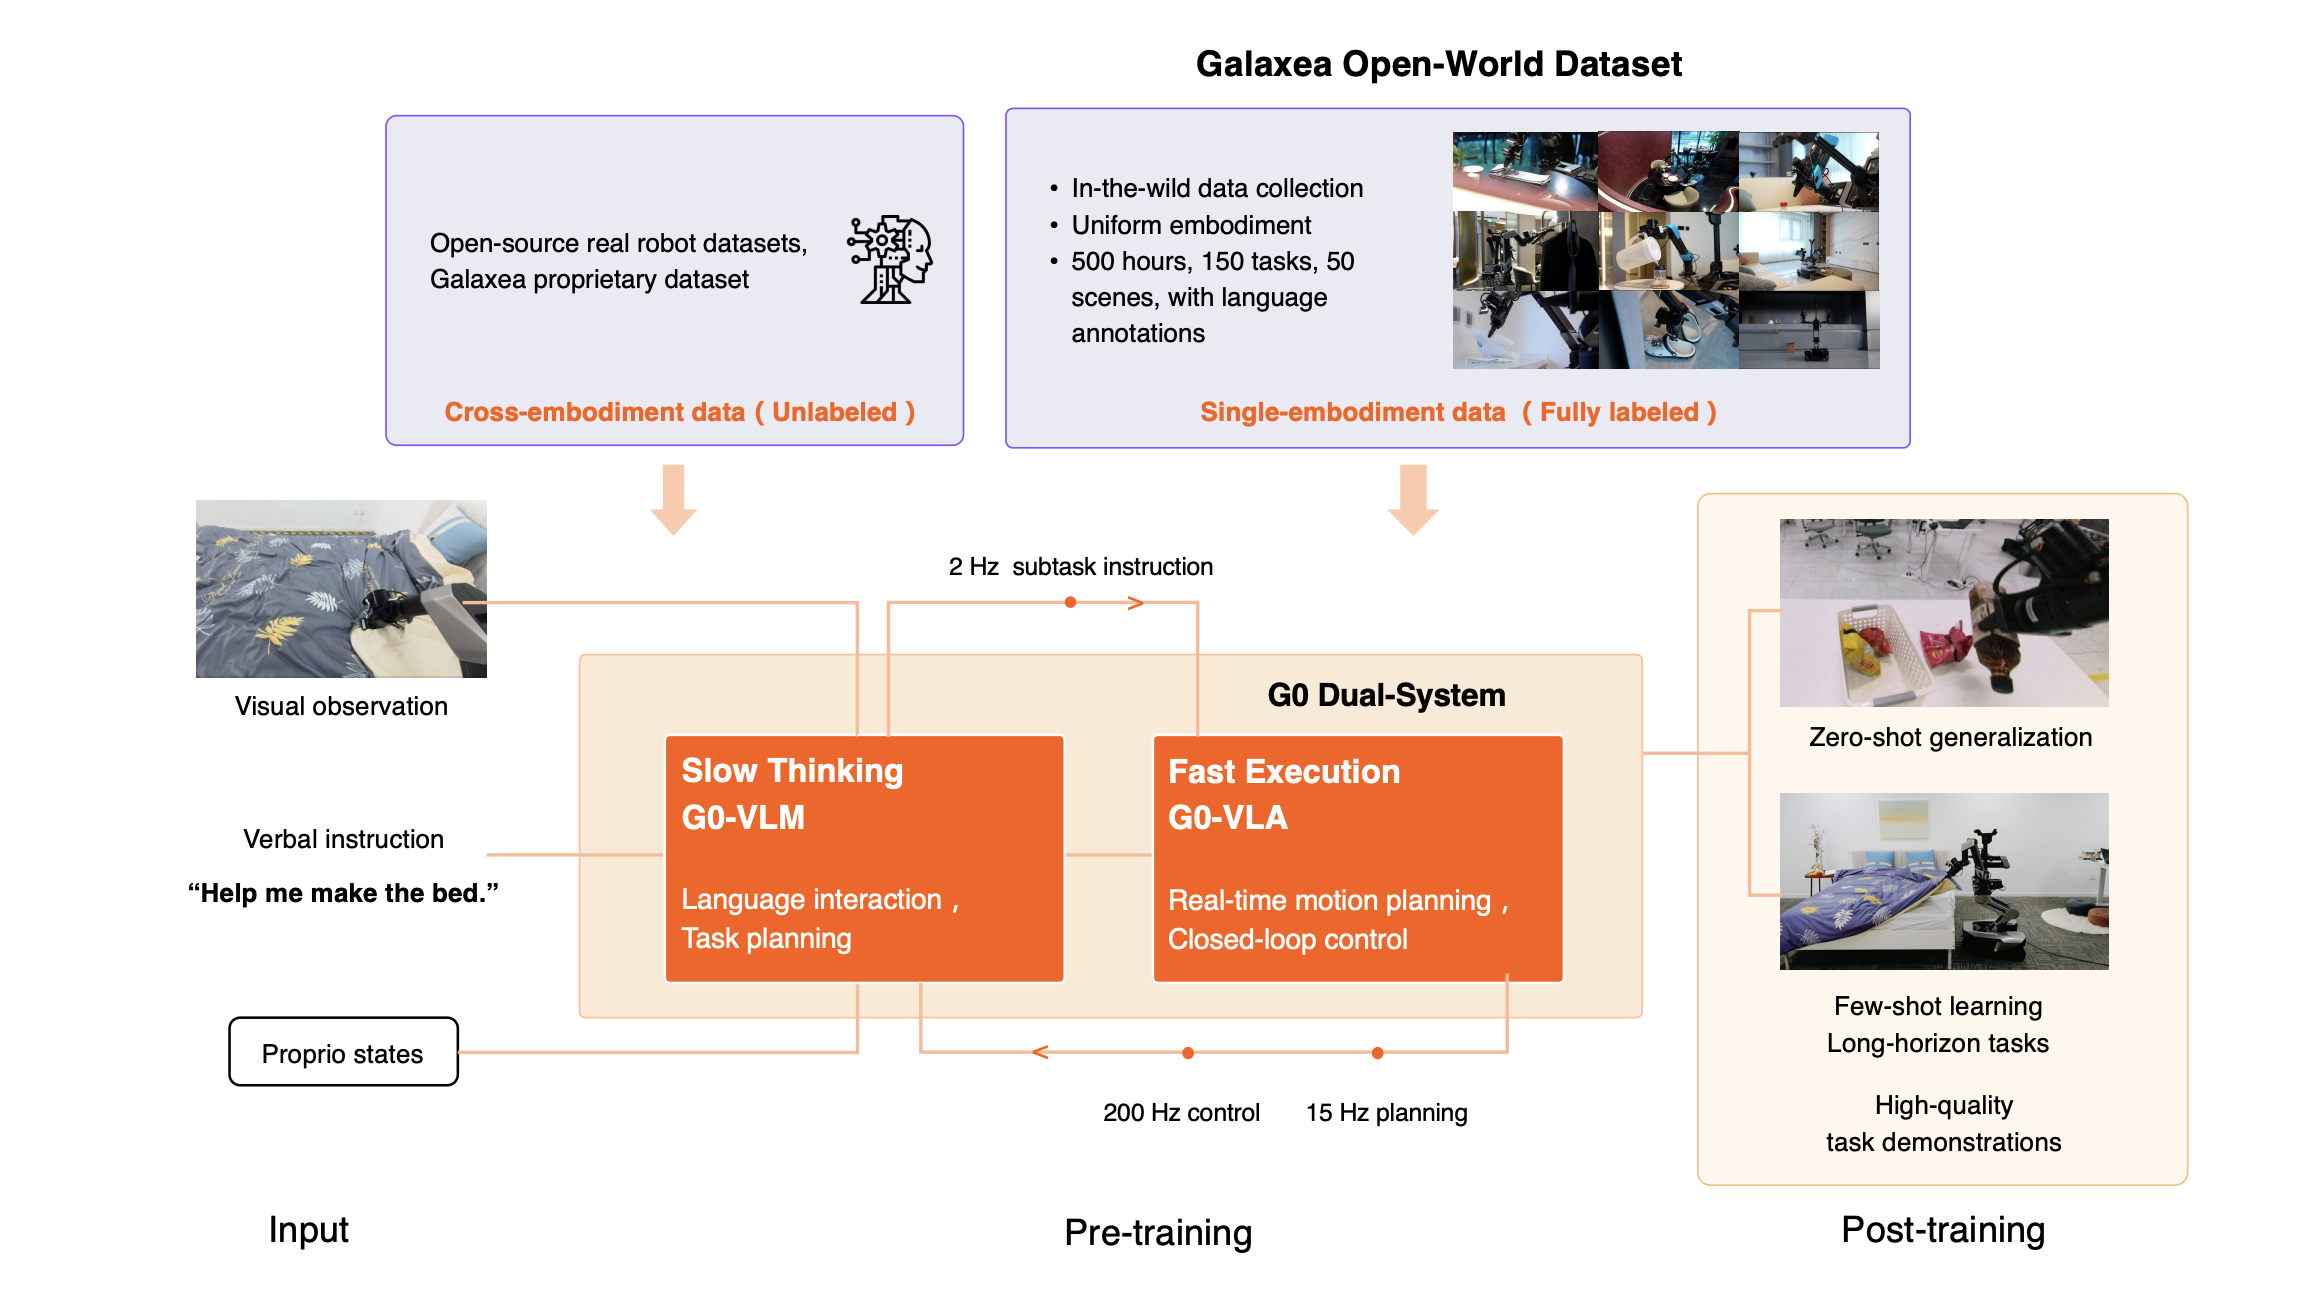 Galaxea Open-World Dataset
Open-source real robot datasets,
Galaxea proprietary dataset
Cross-embodiment data ( Unlabeled )
• In-the-wild data collection
• Uniform embodiment
• 500 hours, 150 tasks, 50
scenes, with language
annotations
Single-embodiment data ( Fully labeled )
2 Hz subtask instruction
Visual observation
Verbal instruction
“Help me make the bed.”
Proprio states
G0 Dual-System
Slow Thinking
G0-VLM
Language interaction ,
Task planning
Fast Execution
G0-VLA
Real-time motion planning ,
Closed-loop control
200 Hz control
15 Hz planning
Zero-shot generalization
Few-shot learning
Long-horizon tasks
High-quality
task demonstrations
Input
Pre-training
Post-training